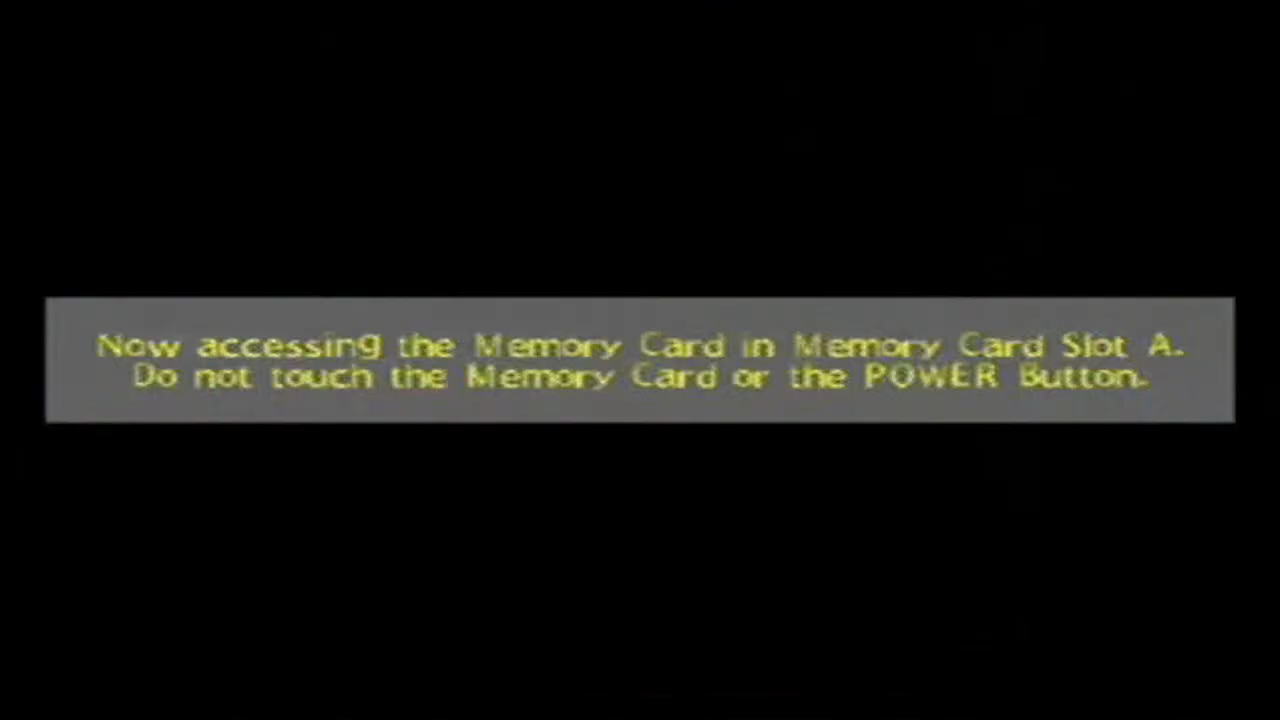 Now accessing the Memory Card in Memory Card Slot A.
Do not touch the Memory Card or the POWER Button.